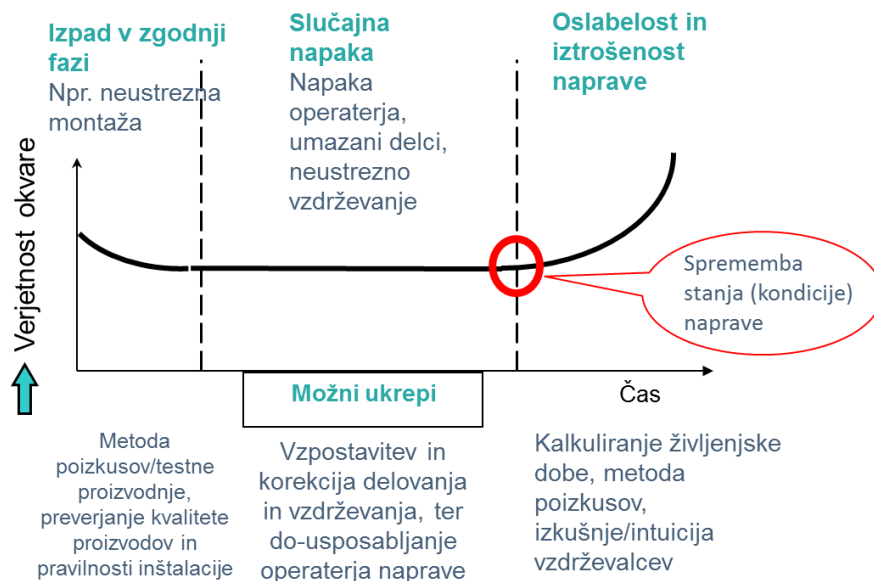 Izpad v zgodnji
fazi
Npr. neustrezna
montaža
Slučajna
napaka
Napaka
operaterja,
umazani delci,
neustrezno
vzdrževanje
Oslabelost in
iztrošenost
naprave
Verjetnost okvare
Sprememba
stanja (kondicije)
naprave
Možni ukrepi
Čas
Metoda
poizkusov/testne
proizvodnje,
preverjanje kvalitete
proizvodov in
pravilnosti inštalacije
Vzpostavitev in
korekcija delovanja
in vzdrževanja, ter
do-usposabljanje
operaterja naprave
Kalkuliranje življenjske
dobe, metoda
poizkusov,
izkušnje/intuicija
vzdrževalcev